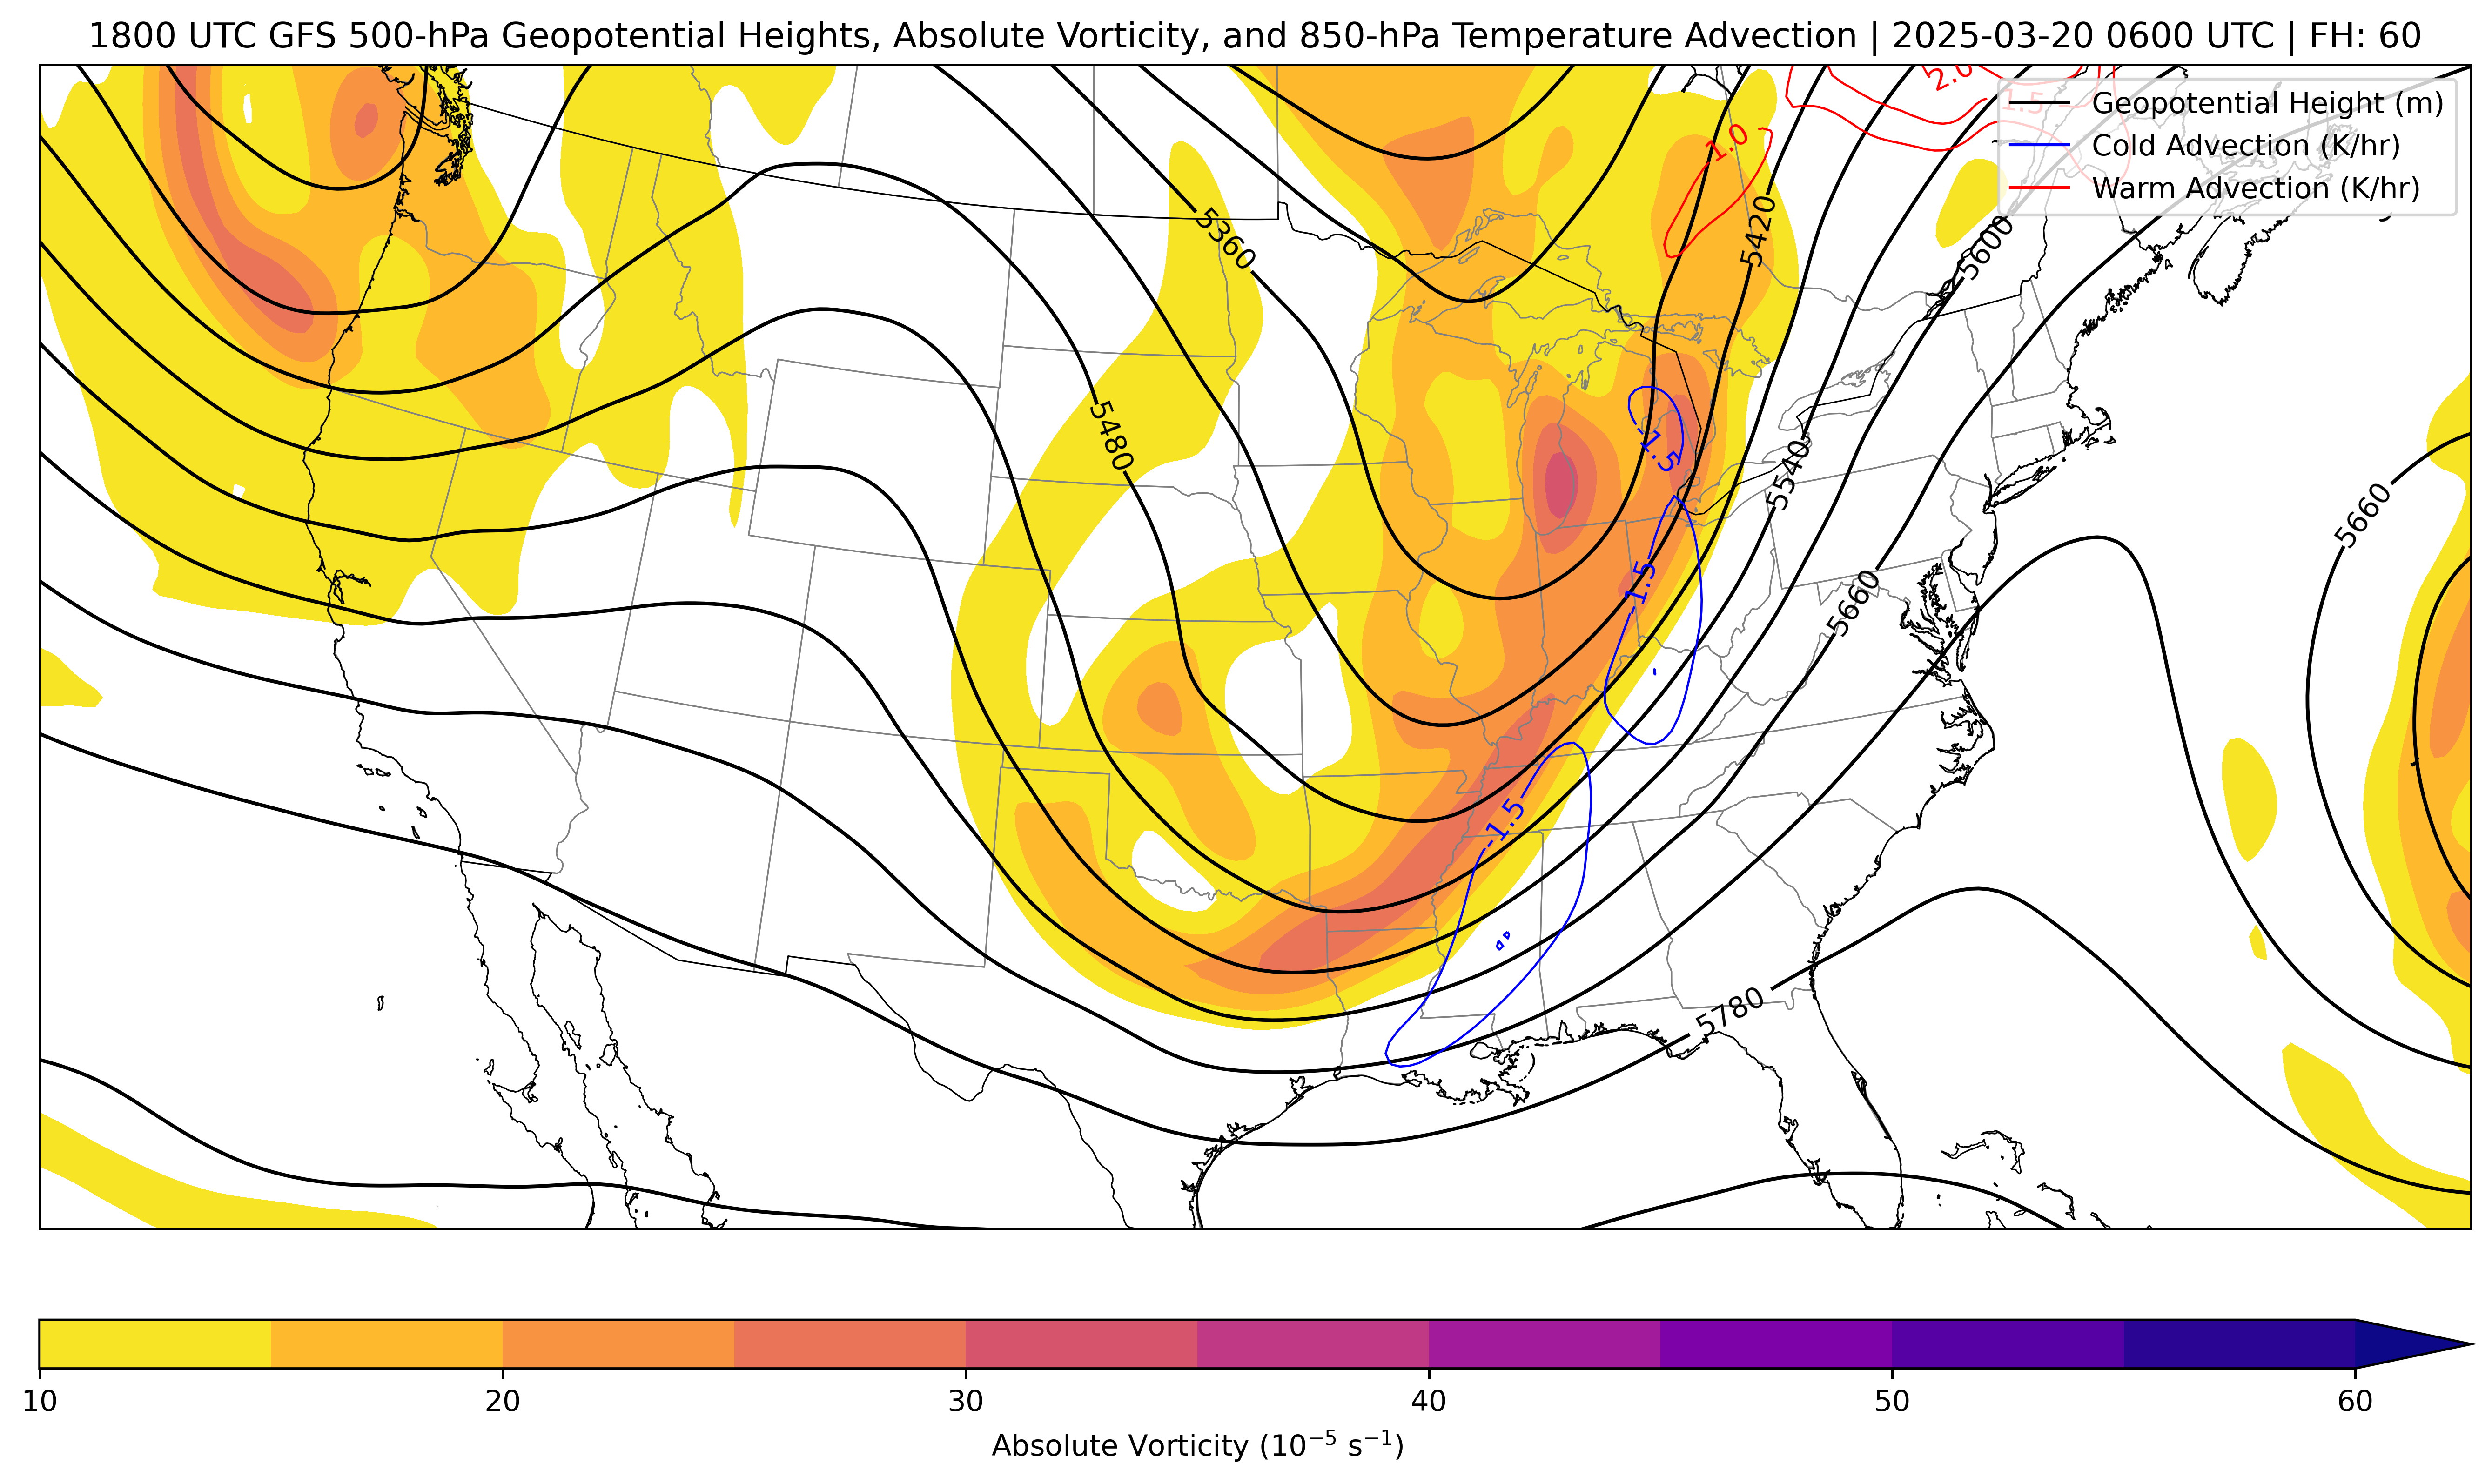 1800 UTC GFS 500-hPa Geopotential Heights, Absolute Vorticity, and 850-hPa Temperature Advection | 2025-03-20 0600 UTC | FH: 60
2.0
1.5
Geopotential Height (m)
Cold Advection (K/hr)
Warm Advection (K/hr)
1.0
5360
5420
5600
5480
-1.5
5540
5660
-1.5
5660
-1.5
5780
10 20 30 40 50 60
Absolute Vorticity (10⁻⁵ s⁻¹)